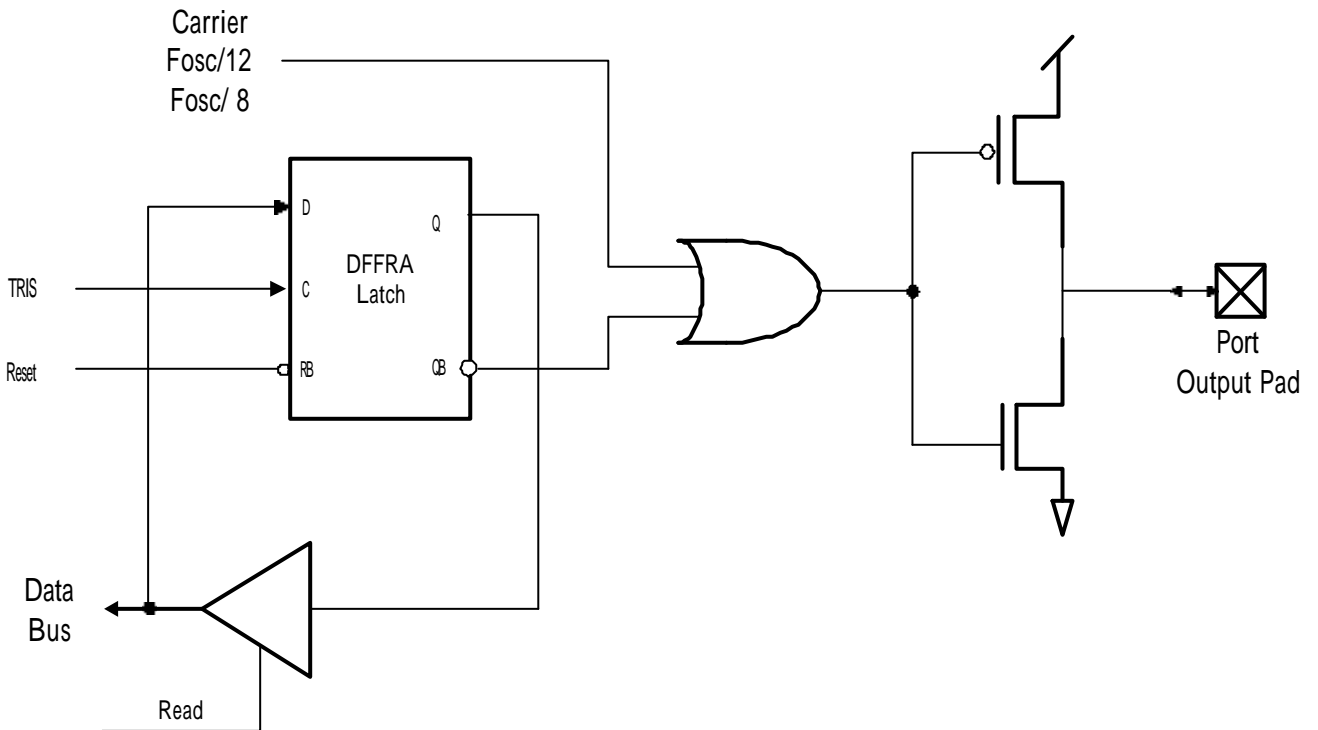 Carrier
Fosc/12
Fosc/ 8
D
Q
DFFRA
Latch
TRIS
C
Reset
RB
QB
Port
Output Pad
Data
Bus
Read